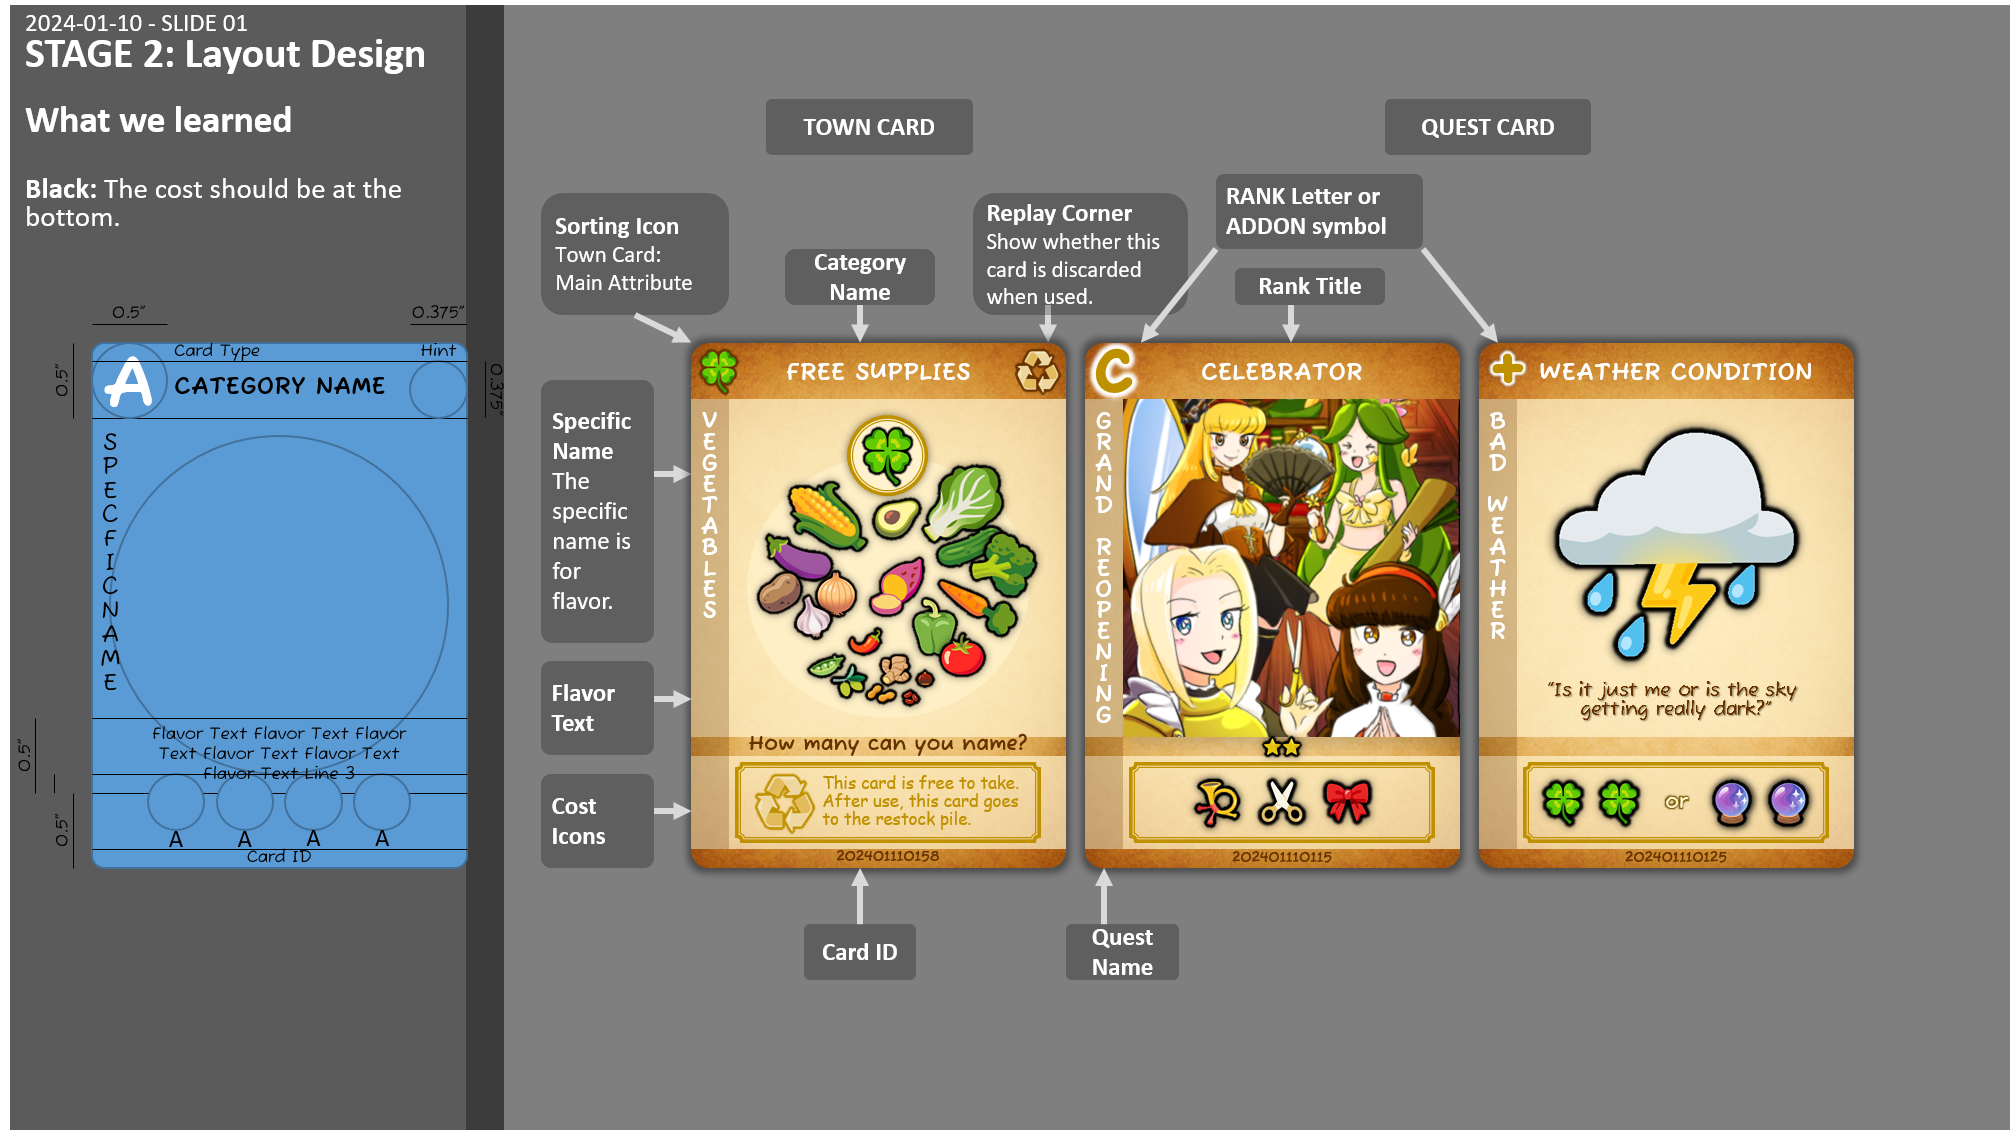 2024-01-10 - SLIDE 01
STAGE 2: Layout Design
What we learned
Black: The cost should be at the
bottom.
0.5"
0.375"
0.5"
0.375"
Card Type
Hint
A
CATEGORY NAME
SPECFICNAME
0.5"
Flavor Text Flavor Text Flavor
Text Flavor Text Flavor Text
Flavor Text Line 3
0.5"
A A A A
Card ID
TOWN CARD
QUEST CARD
Sorting Icon
Town Card:
Main Attribute
Category
Name
Replay Corner
Show whether this
card is discarded
when used.
RANK Letter or
ADDON symbol
Rank Title
Specific
Name
The
specific
name is
for
flavor.
Flavor
Text
Cost
Icons
FREE SUPPLIES
VEGETABLES
How many can you name?
This card is free to take.
After use, this card goes
to the restock pile.
202401110158
C
CELEBRATOR
GRAND REOPENING
202401110115
WEATHER CONDITION
BAD WEATHER
"Is it just me or is the sky
getting really dark?"
or
202401110125
Card ID
Quest
Name